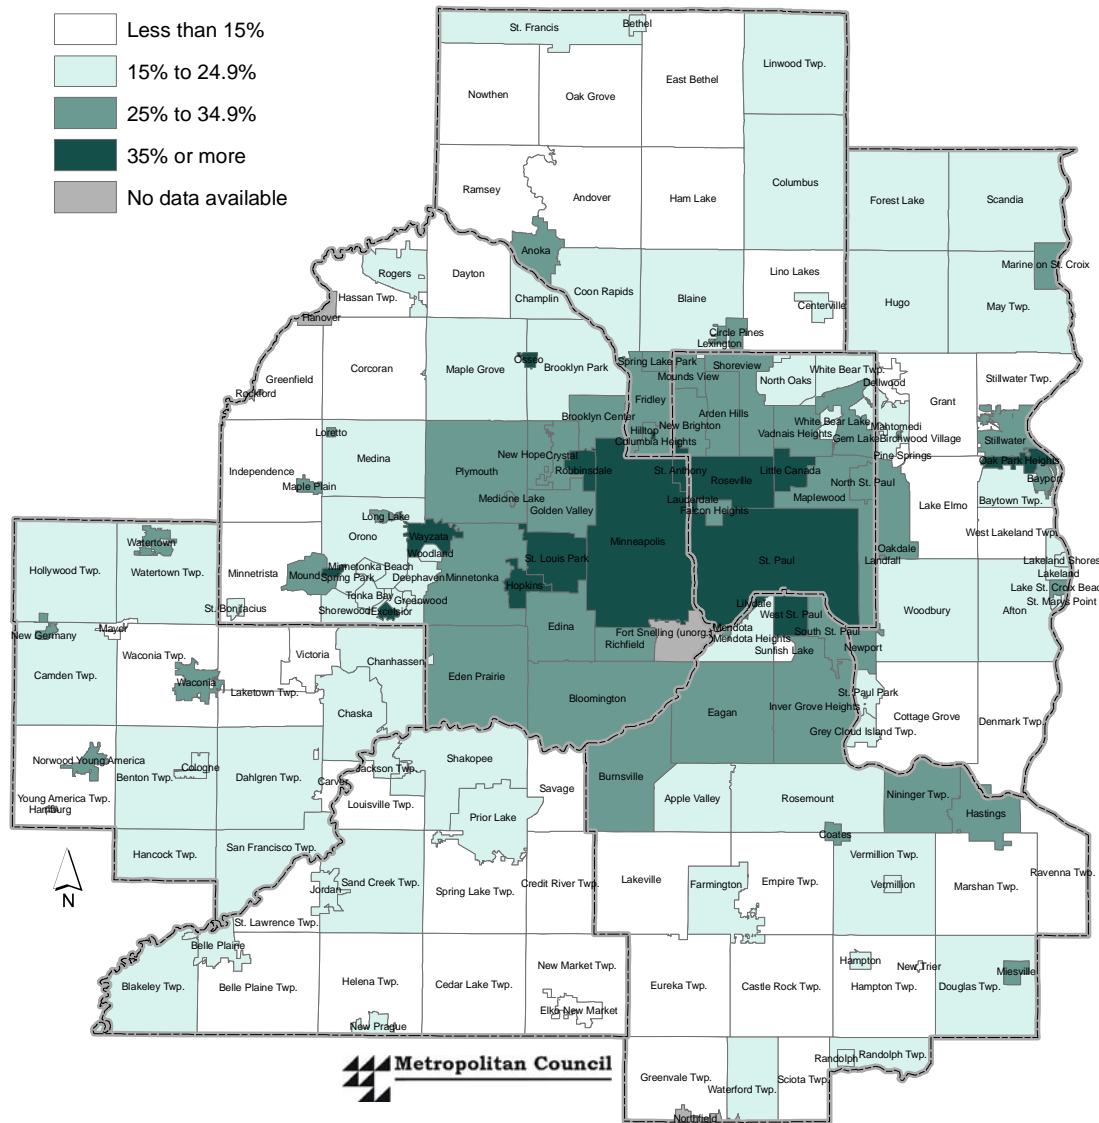 Less than 15%
15% to 24.9%
25% to 34.9%
35% or more
No data available
St. Francis
Bethel
Linwood Twp.
East Bethel
Nowthen
Oak Grove
Ramsey
Andover
Ham Lake
Columbus
Forest Lake
Scandia
Anoka
Marine on St. Croix
Rogers
Dayton
Lino Lakes
Hassan Twp.
Champlin
Coon Rapids
Blaine
Centerville
Hugo
May Twp.
Hanover
Circle Pines
Lexington
Osseo
Spring Lake Park
Shoreview
White Bear Twp.
Corcoran
Maple Grove
Brooklyn Park
Mounds View
North Oaks
Dellwood
Stillwater Twp.
Greenfield
Rockford
Fridley
Grant
Brooklyn Center
Arden Hills
White Bear Lake
Mahtomedi
Loretto
Hilltop
New Brighton
Vadnais Heights
Gem Lake
Birchwood Village
Stillwater
Columbia Heights
Medina
New Hope
Crystal
Pine Springs
Oak Park Heights
Independence
Plymouth
Robbinsdale
St. Anthony
Roseville
Little Canada
North St. Paul
Bayport
Maple Plain
Medicine Lake
Lauderdale
Maplewood
Baytown Twp.
Golden Valley
Falcon Heights
Lake Elmo
Long Lake
Orono
Wayzata
Minneapolis
West Lakeland Twp.
Watertown
Woodland
St. Louis Park
St. Paul
Oakdale
Landfall
Lakeland Shores
Hollywood Twp.
Watertown Twp.
Minnetrista
Mound
Minnetonka Beach
Spring Park
Deephaven
Minnetonka
Lakeland
Hopkins
Lake St. Croix Beach
Tonka Bay
Greenwood
St. Marys Point
St. Bonifacius
Shorewood
Excelsior
Lilydale
West St. Paul
Woodbury
Afton
New Germany
Mayer
Edina
Fort Snelling (unorg.)
Mendota
South St. Paul
Richfield
Mendota Heights
Newport
Waconia Twp.
Victoria
Chanhassen
Sunfish Lake
Camden Twp.
Waconia
Laketown Twp.
Eden Prairie
Bloomington
St. Paul Park
Chaska
Eagan
Inver Grove Heights
Cottage Grove
Denmark Twp.
Grey Cloud Island Twp.
Norwood Young America
Cologne
Shakopee
Benton Twp.
Dahlgren Twp.
Carver
Jackson Twp.
Burnsville
Young America Twp.
Hamburg
Louisville Twp.
Savage
Apple Valley
Rosemount
Nininger Twp.
Hastings
Prior Lake
Coates
Hancock Twp.
San Francisco Twp.
Vermillion Twp.
Ravenna Twp.
N
Jordan
Sand Creek Twp.
Spring Lake Twp.
Credit River Twp.
Lakeville
Farmington
Empire Twp.
Vermillion
Marshan Twp.
St. Lawrence Twp.
Belle Plaine
Hampton
New Trier
Miesville
Blakeley Twp.
Belle Plaine Twp.
Helena Twp.
Cedar Lake Twp.
New Market Twp.
Eureka Twp.
Castle Rock Twp.
Hampton Twp.
Douglas Twp.
Elko New Market
New Prague
Metropolitan Council
Randolph
Randolph Twp.
Greenvale Twp.
Waterford Twp.
Sciota Twp.
Northfield